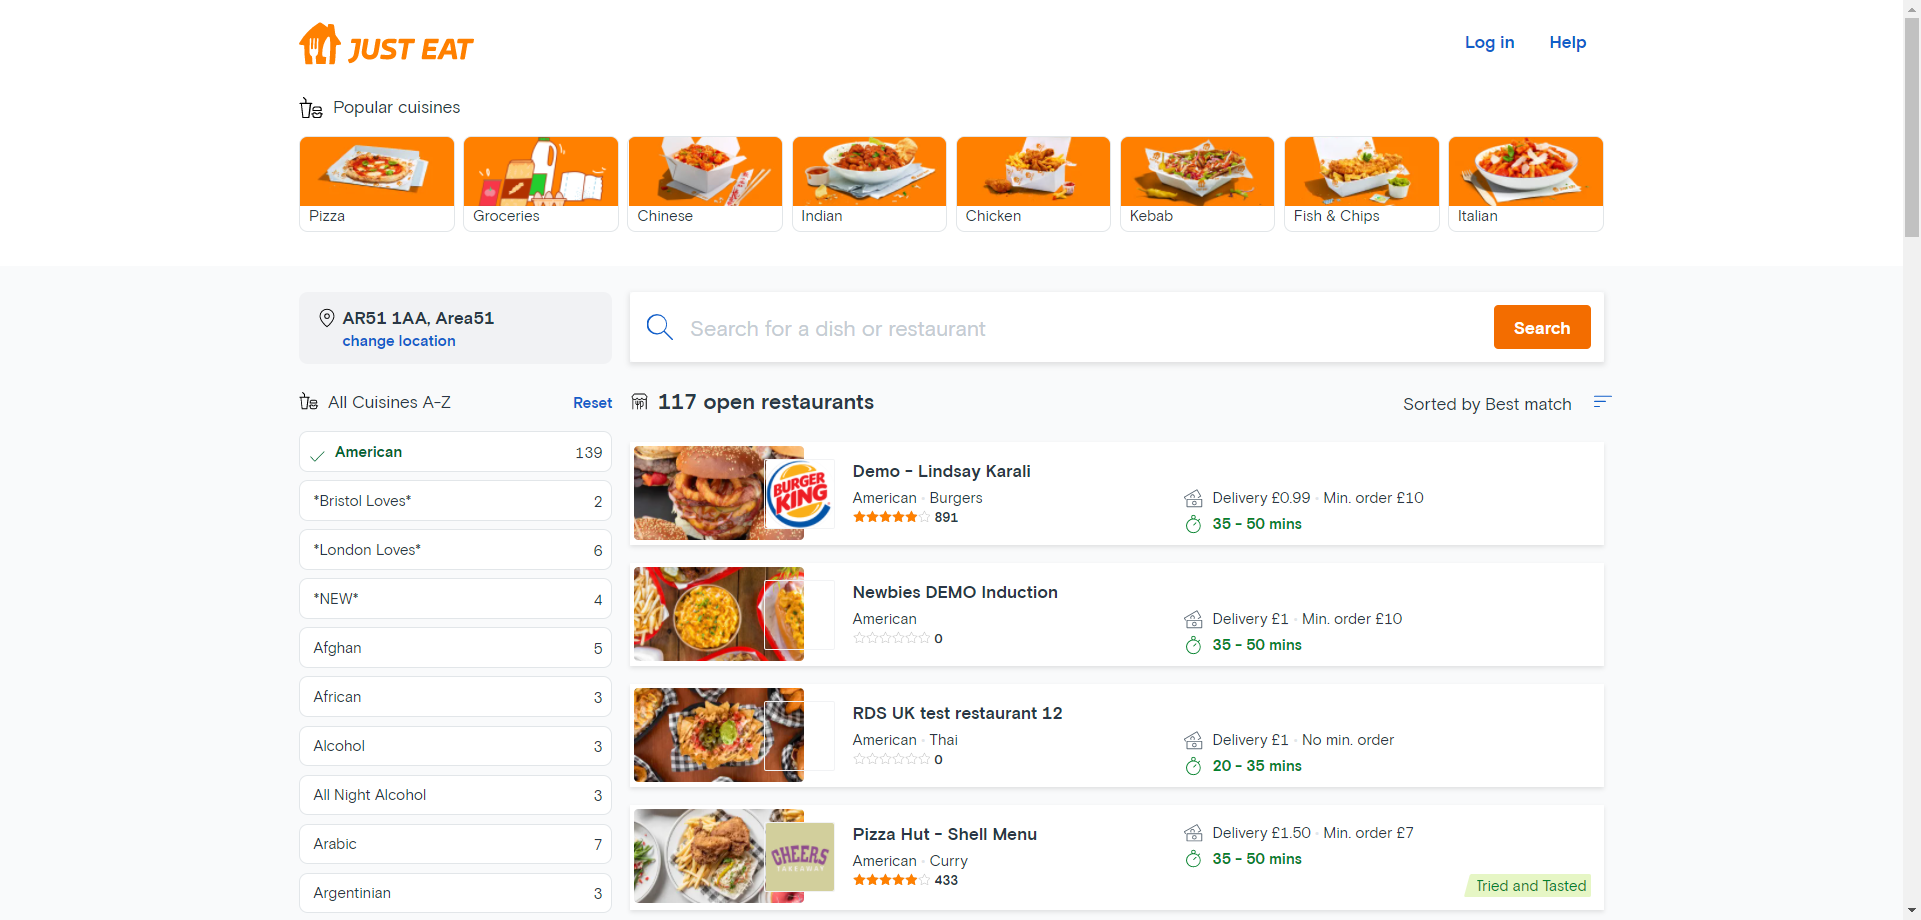 JUST EAT
Log in
Help
Popular cuisines
Pizza
Groceries
Chinese
Indian
Chicken
Kebab
Fish & Chips
Italian
AR51 1AA, Area51
change location
Search for a dish or restaurant
Search
All Cuisines A-Z
Reset
American 139
*Bristol Loves* 2
*London Loves* 6
*NEW* 4
Afghan 5
African 3
Alcohol 3
All Night Alcohol 3
Arabic 7
Argentinian 3
117 open restaurants
Sorted by Best match
BURGER
KING
Demo - Lindsay Karali
American · Burgers
891
Delivery £0.99 · Min. order £10
35 - 50 mins
Newbies DEMO Induction
American
0
Delivery £1 · Min. order £10
35 - 50 mins
RDS UK test restaurant 12
American · Thai
0
Delivery £1 · No min. order
20 - 35 mins
CHEERS
TAKEAWAY
Pizza Hut - Shell Menu
American · Curry
433
Delivery £1.50 · Min. order £7
35 - 50 mins
Tried and Tasted